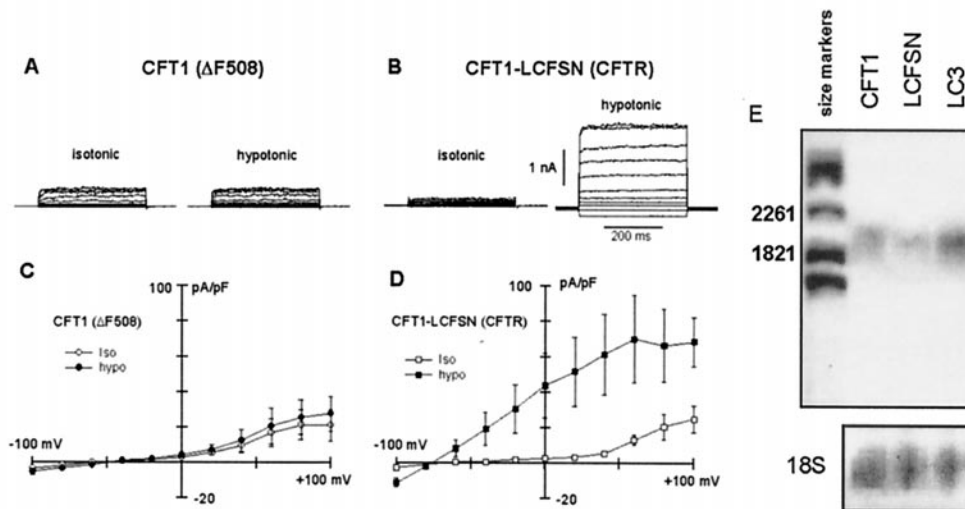 A
CFT1 (ΔF508)
isotonic
hypotonic
B
CFT1-LCFSN (CFTR)
isotonic
hypotonic
1 nA
200 ms
C
100
pA/pF
CFT1 (ΔF508)
Iso
hypo
-100 mV
+100 mV
-20
D
100
pA/pF
CFT1-LCFSN (CFTR)
Iso
hypo
-100 mV
+100 mV
-20
E
size markers
CFT1
LCFSN
LC3
2261
1821
18S